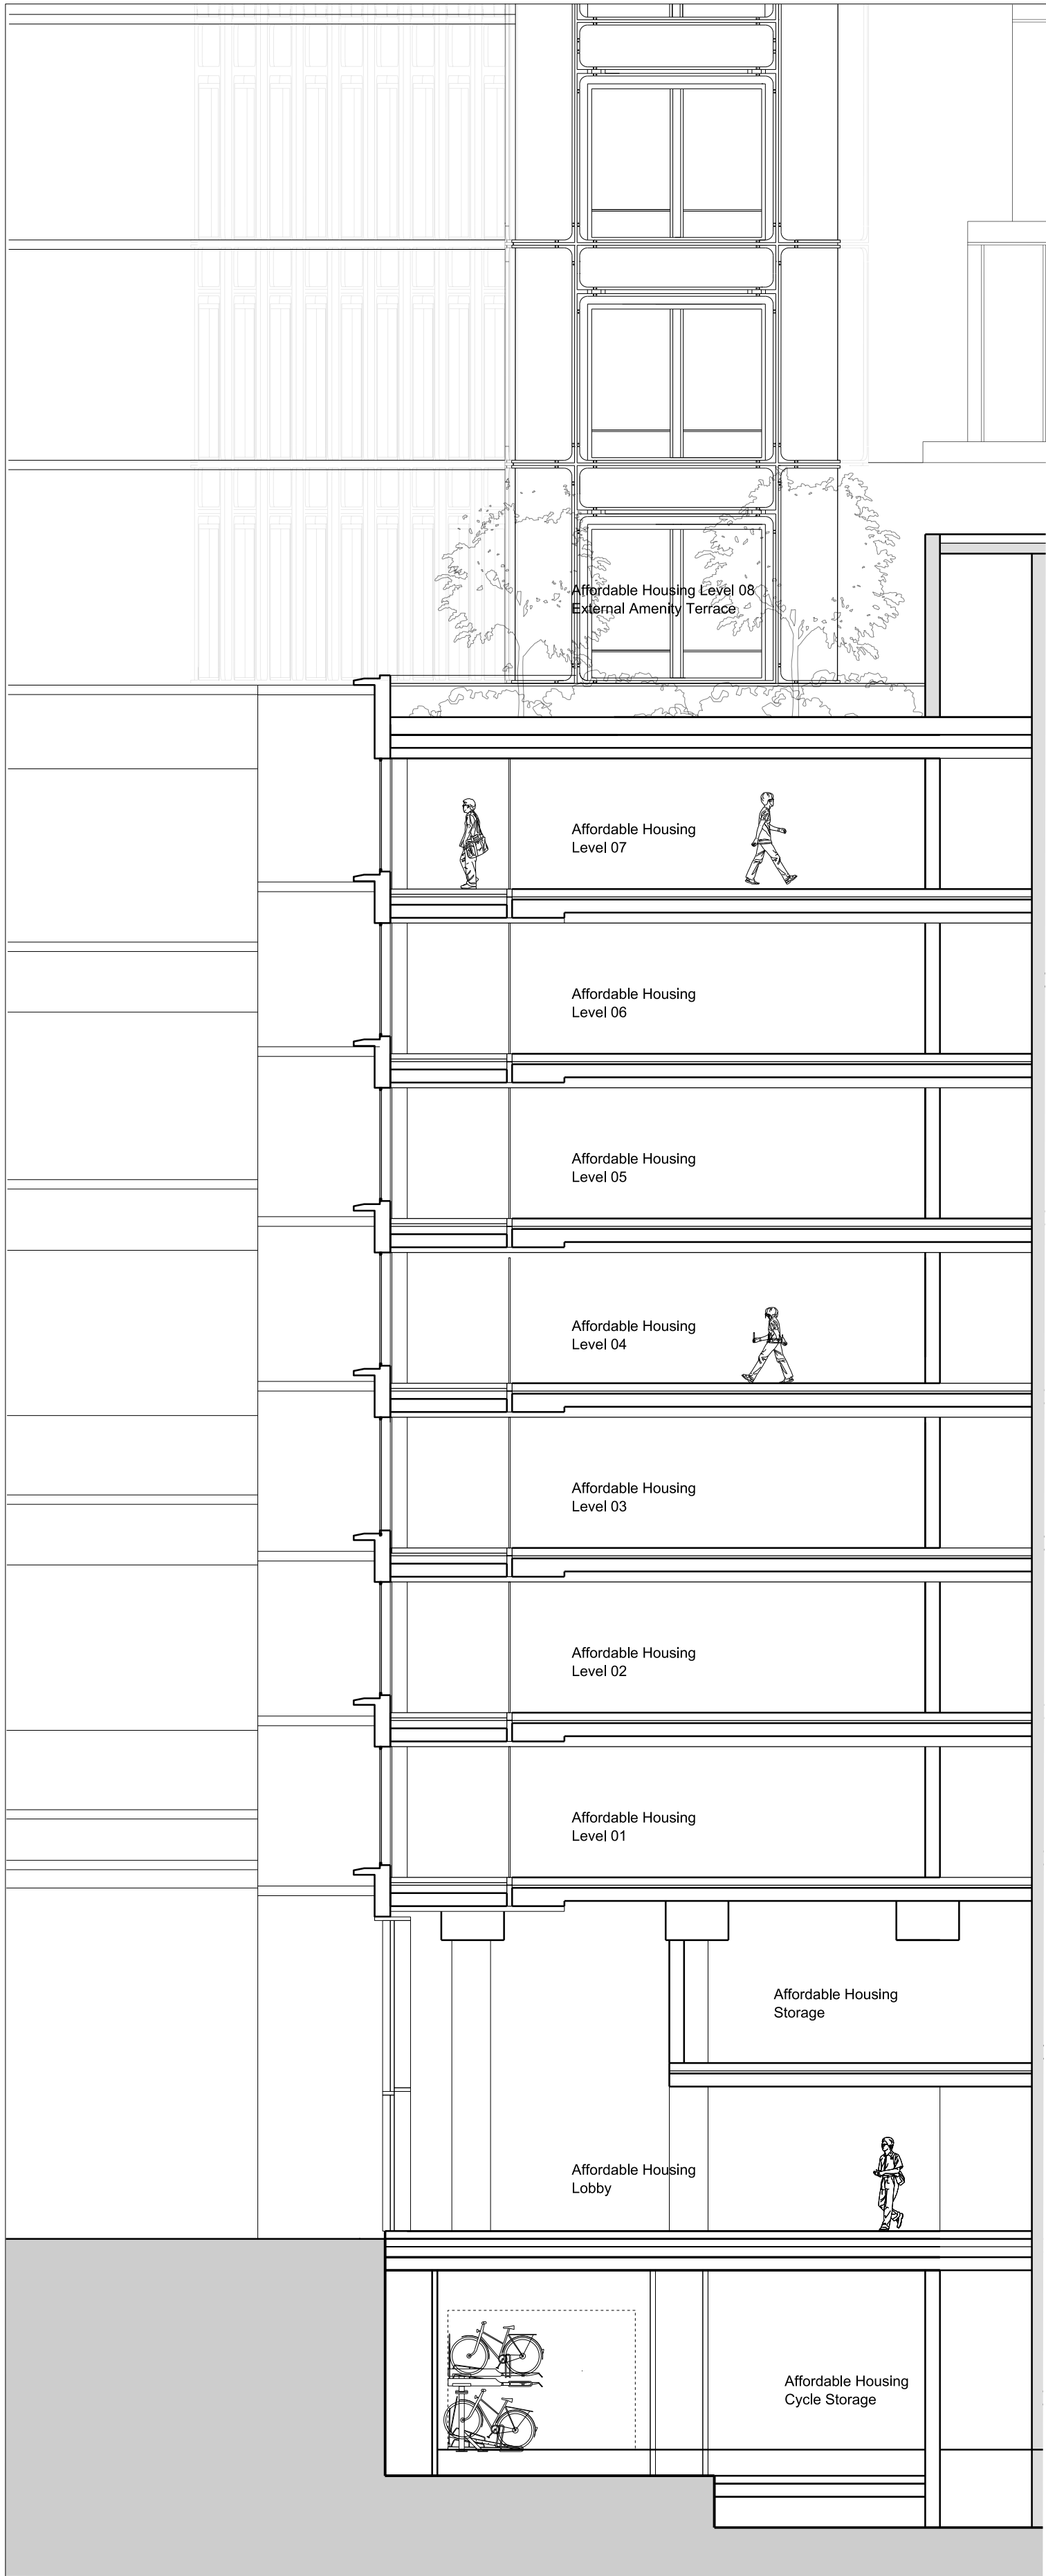 Affordable Housing Level 08
External Amenity Terrace
Affordable Housing
Level 07
Affordable Housing
Level 06
Affordable Housing
Level 05
Affordable Housing
Level 04
Affordable Housing
Level 03
Affordable Housing
Level 02
Affordable Housing
Level 01
Affordable Housing
Storage
Affordable Housing
Lobby
Affordable Housing
Cycle Storage